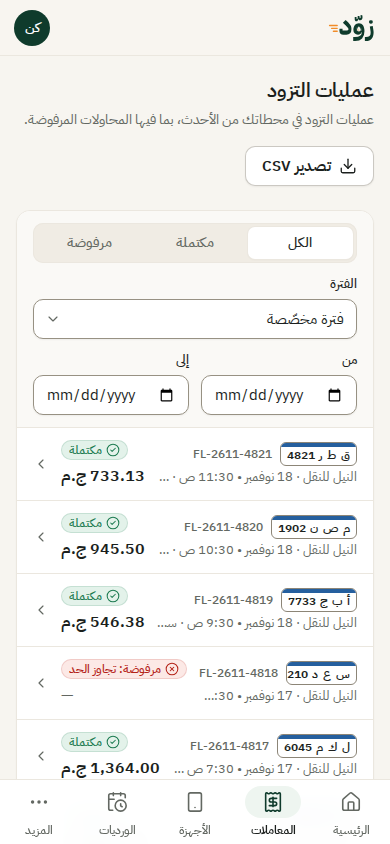 زوّد
كن
عمليات التزود
عمليات التزود في محطاتك من الأحدث، بما فيها المحاولات المرفوضة.
تصدير CSV
الكل
مكتملة
مرفوضة
الفترة
فترة مخصّصة
من
إلى
mm/dd/yyyy
mm/dd/yyyy
ق ط ر 4821
FL-2611-4821
مكتملة
النيل للنقل · 18 نوفمبر • 11:30 ص · ...
733.13 ج.م
م ص ن 1902
FL-2611-4820
مكتملة
النيل للنقل · 18 نوفمبر • 10:30 ص · ...
945.50 ج.م
أ ب ج 7733
FL-2611-4819
مكتملة
النيل للنقل · 18 نوفمبر • 9:30 ص · سـ...
546.38 ج.م
س ع د 210
FL-2611-4818
مرفوضة: تجاوز الحد
النيل للنقل · 17 نوفمبر • 30:...
—
ل ك م 6045
FL-2611-4817
مكتملة
النيل للنقل · 17 نوفمبر • 7:30 ص ...
1,364.00 ج.م
الرئيسية
المعاملات
الأجهزة
الورديات
المزيد